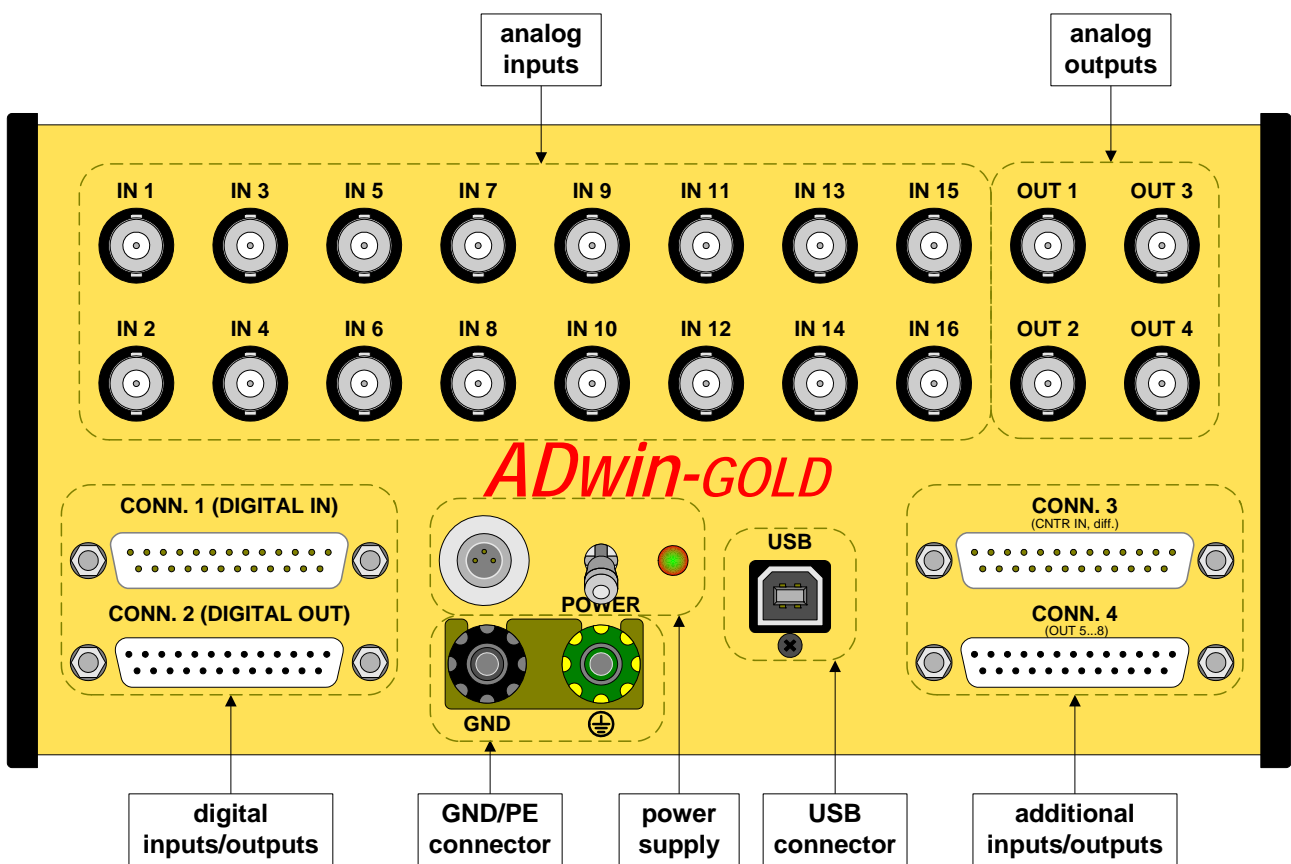 analog
inputs
analog
outputs
IN 1 IN 3 IN 5 IN 7 IN 9 IN 11 IN 13 IN 15 OUT 1 OUT 3
IN 2 IN 4 IN 6 IN 8 IN 10 IN 12 IN 14 IN 16 OUT 2 OUT 4
ADwin-GOLD
CONN. 1 (DIGITAL IN)
CONN. 2 (DIGITAL OUT)
POWER
GND
USB
CONN. 3
(CNTR IN, diff.)
CONN. 4
(OUT 5...8)
digital
inputs/outputs
GND/PE
connector
power
supply
USB
connector
additional
inputs/outputs